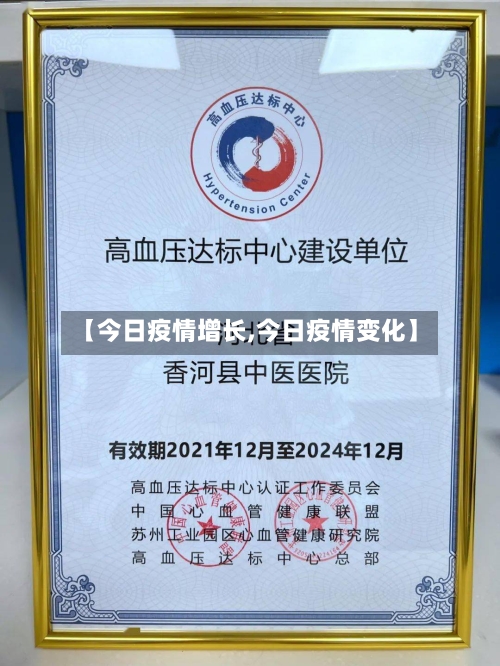 高血压达标中心
Hypertension Center
高血压达标中心建设单位
【今日疫情增长,今日疫情变化】
香河县中医医院
有效期2021年12月至2024年12月
高血压达标中心认证工作委员会
中国心血管健康联盟
苏州工业园区心血管健康研究院
高血压达标中心总部